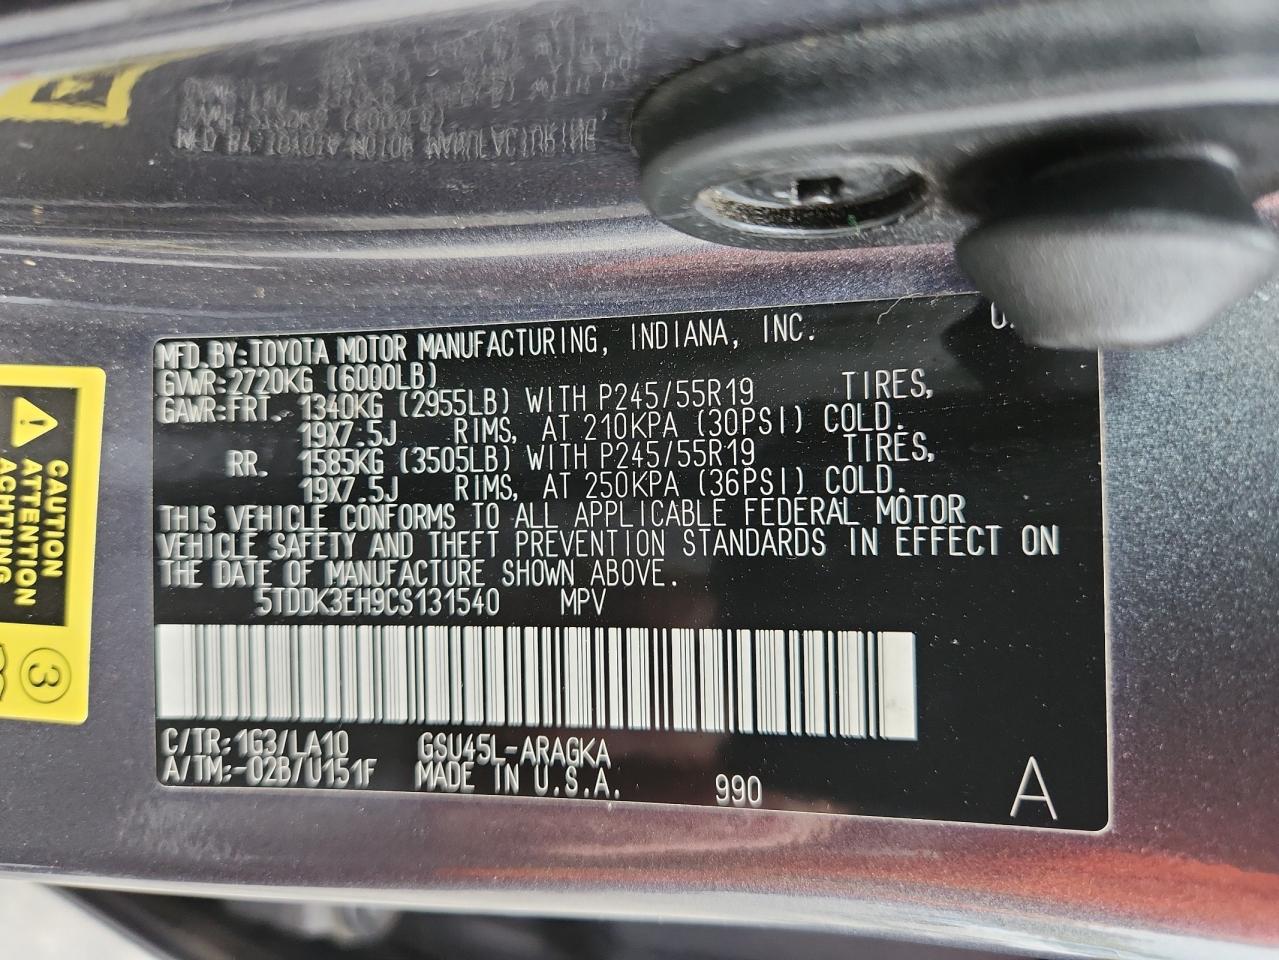 MFD.BY:TOYOTA MOTOR MANUFACTURING, INDIANA, INC. 0
GVWR:2720KG (6000LB)
GAWR:FRT. 1340KG (2955LB) WITH P245/55R19 TIRES,
19X7.5J RIMS, AT 210KPA (30PSI) COLD.
RR. 1585KG (3505LB) WITH P245/55R19 TIRES,
19X7.5J RIMS, AT 250KPA (36PSI) COLD.
THIS VEHICLE CONFORMS TO ALL APPLICABLE FEDERAL MOTOR
VEHICLE SAFETY AND THEFT PREVENTION STANDARDS IN EFFECT ON
THE DATE OF MANUFACTURE SHOWN ABOVE.
5TDDK3EH9CS131540 MPV
C/TR:1G3/LA10 GSU45L-ARAGKA
A/TM:-02B/U151F MADE IN U.S.A. 990 A
CAUTION
ATTENTION
ACHTUNG
3